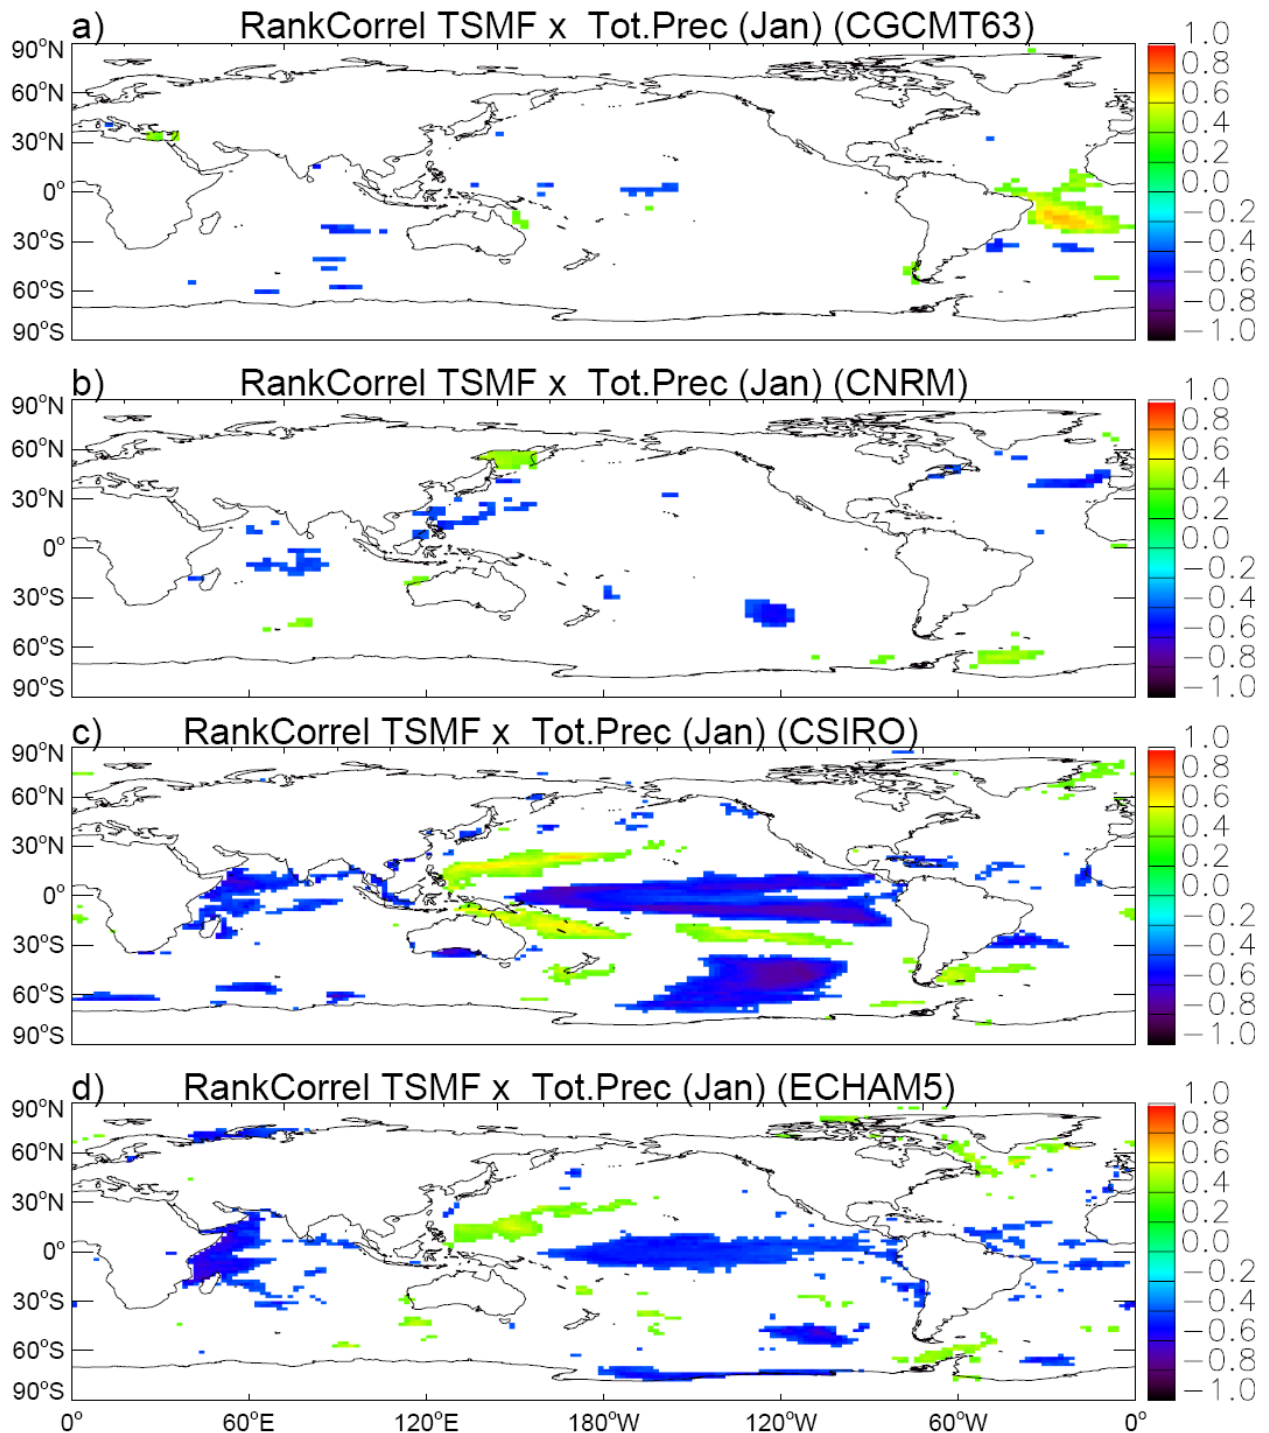 a) RankCorrel TSMF x Tot.Prec (Jan) (CGCMT63)
90°N
60°N
30°N
0°
30°S
60°S
90°S
1.0
0.8
0.6
0.4
0.2
0.0
−0.2
−0.4
−0.6
−0.8
−1.0
b) RankCorrel TSMF x Tot.Prec (Jan) (CNRM)
90°N
60°N
30°N
0°
30°S
60°S
90°S
1.0
0.8
0.6
0.4
0.2
0.0
−0.2
−0.4
−0.6
−0.8
−1.0
c) RankCorrel TSMF x Tot.Prec (Jan) (CSIRO)
90°N
60°N
30°N
0°
30°S
60°S
90°S
1.0
0.8
0.6
0.4
0.2
0.0
−0.2
−0.4
−0.6
−0.8
−1.0
d) RankCorrel TSMF x Tot.Prec (Jan) (ECHAM5)
90°N
60°N
30°N
0°
30°S
60°S
90°S
1.0
0.8
0.6
0.4
0.2
0.0
−0.2
−0.4
−0.6
−0.8
−1.0
0° 60°E 120°E 180°W 120°W 60°W 0°